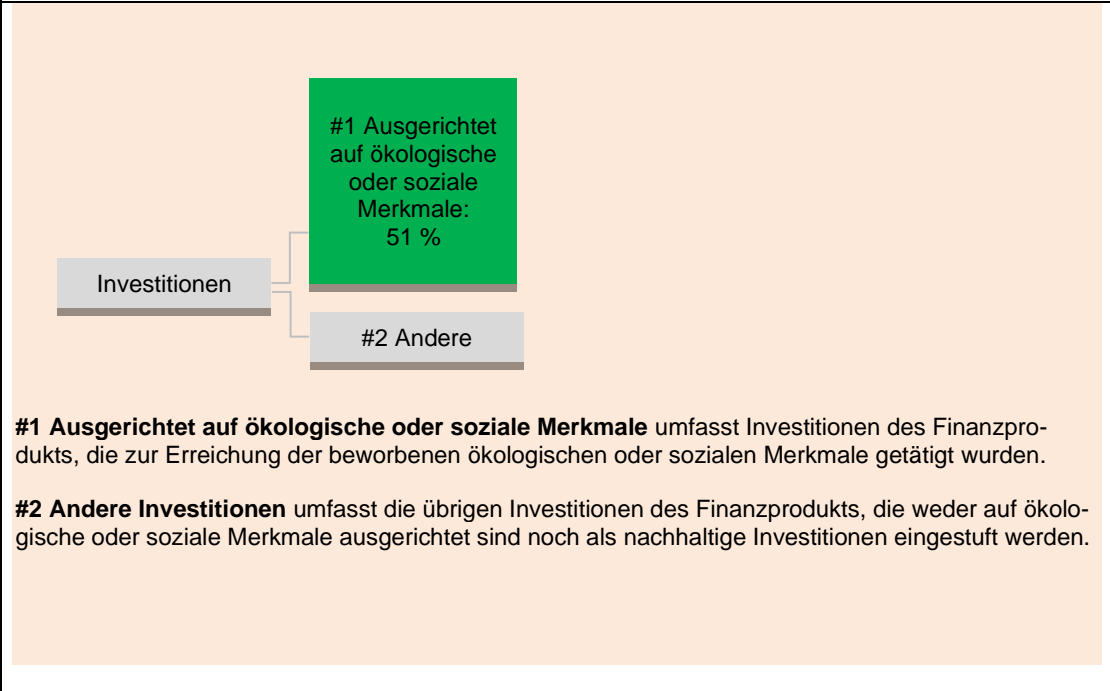 #1 Ausgerichtet
auf ökologische
oder soziale
Merkmale:
51 %
Investitionen
#2 Andere
#1 Ausgerichtet auf ökologische oder soziale Merkmale umfasst Investitionen des Finanzpro-
dukts, die zur Erreichung der beworbenen ökologischen oder sozialen Merkmale getätigt wurden.
#2 Andere Investitionen umfasst die übrigen Investitionen des Finanzprodukts, die weder auf ökolo-
gische oder soziale Merkmale ausgerichtet sind noch als nachhaltige Investitionen eingestuft werden.